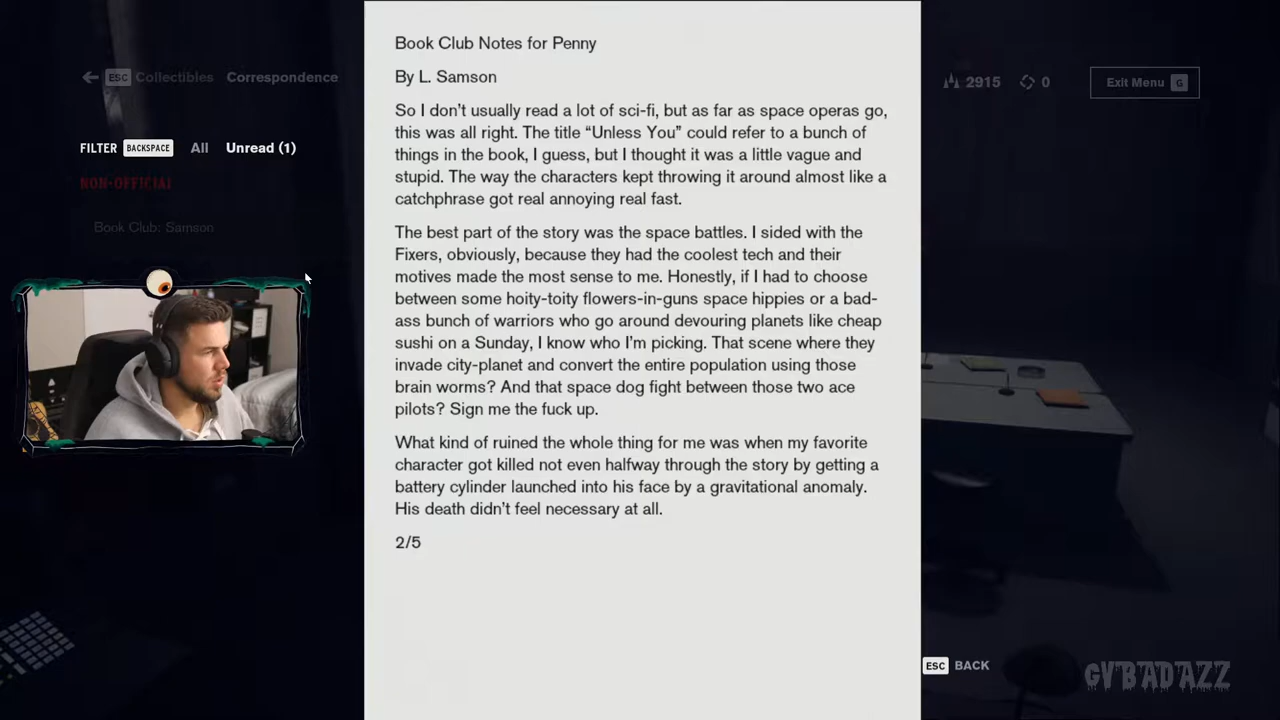 Book Club Notes for Penny
By L. Samson
So I don't usually read a lot of sci-fi, but as far as space operas go,
this was all right. The title “Unless You” could refer to a bunch of
things in the book, I guess, but I thought it was a little vague and
stupid. The way the characters kept throwing it around almost like a
catchphrase got real annoying real fast.
The best part of the story was the space battles. I sided with the
Fixers, obviously, because they had the coolest tech and their
motives made the most sense to me. Honestly, if I had to choose
between some hoity-toity flowers-in-guns space hippies or a bad-
ass bunch of warriors who go around devouring planets like cheap
sushi on a Sunday, I know who I'm picking. That scene where they
invade city-planet and convert the entire population using those
brain worms? And that space dog fight between those two ace
pilots? Sign me the fuck up.
What kind of ruined the whole thing for me was when my favorite
character got killed not even halfway through the story by getting a
battery cylinder launched into his face by a gravitational anomaly.
His death didn't feel necessary at all.
2/5
ESC Collectibles Correspondence
2915 0 Exit Menu G
FILTER BACKSPACE All Unread (1)
NON-OFFICIAL
Book Club: Samson
ESC BACK
GVBADAZZ